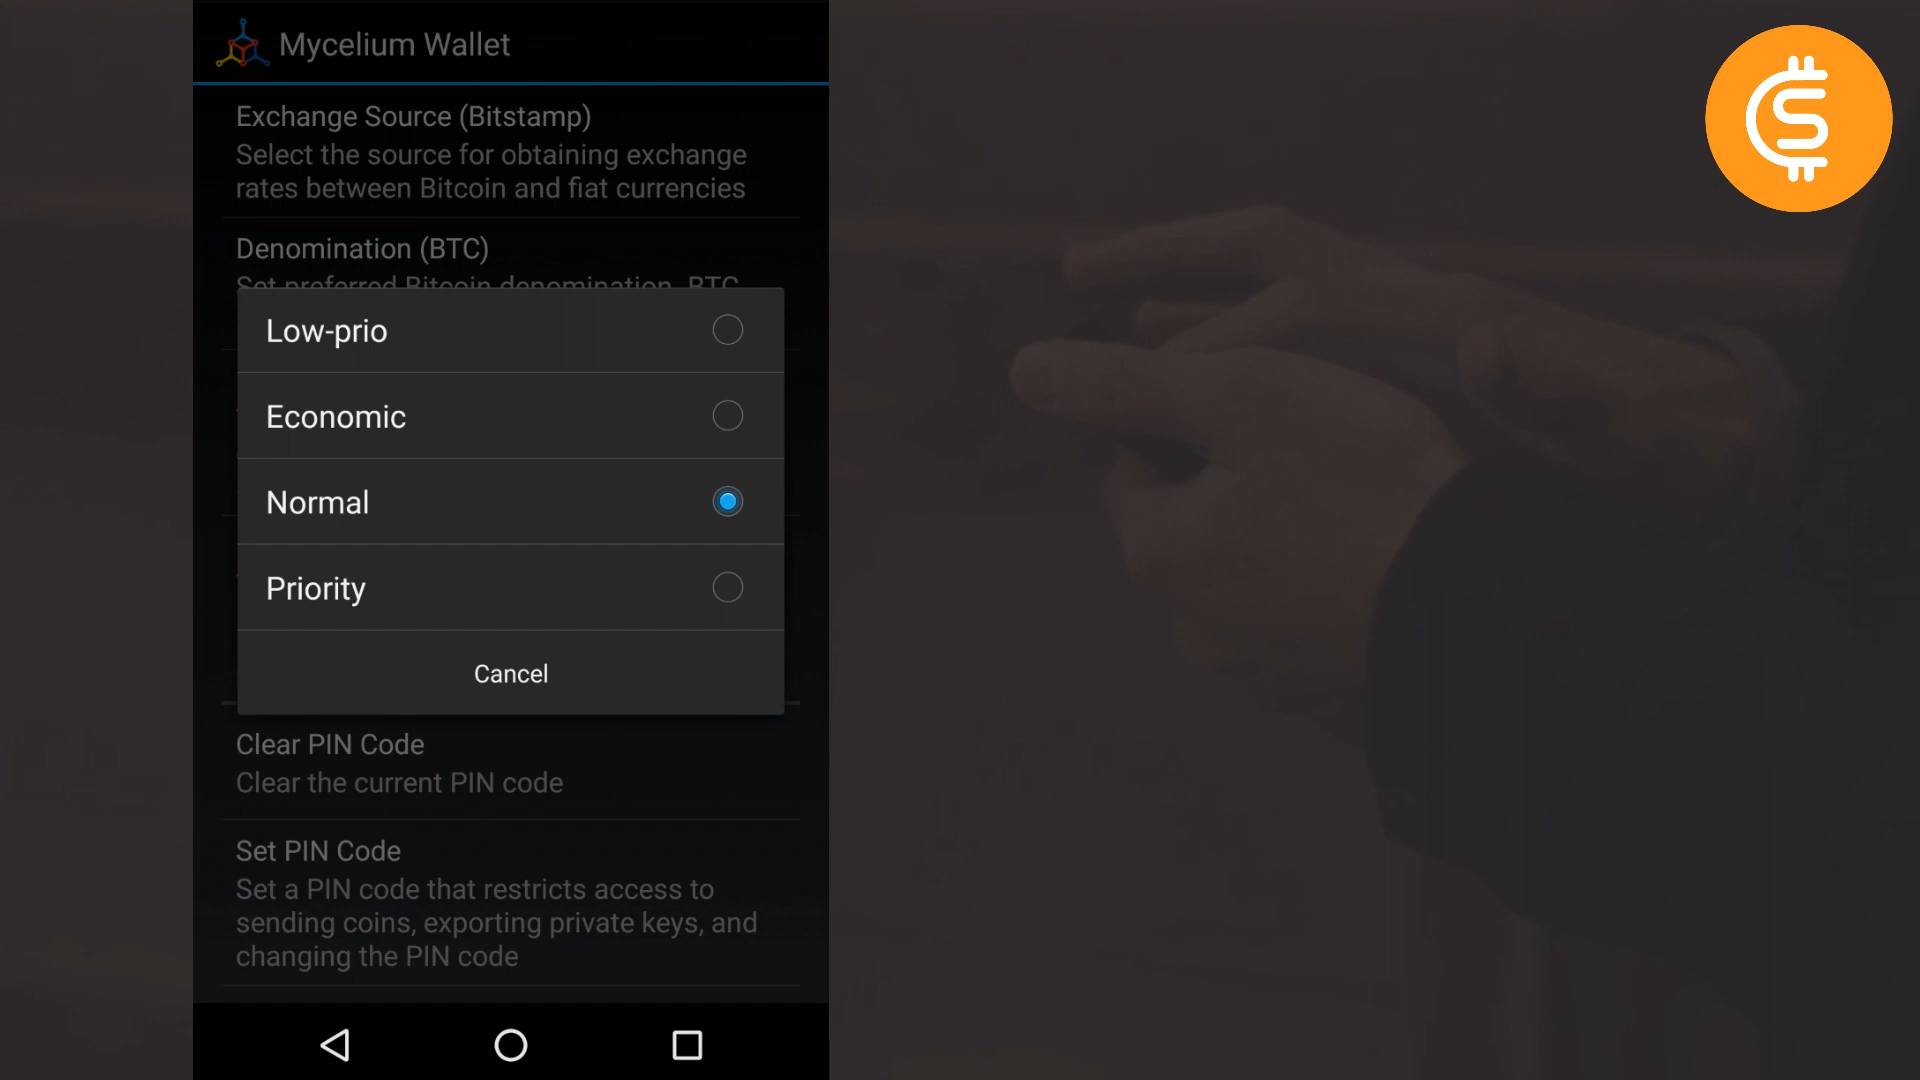 Mycelium Wallet
Exchange Source (Bitstamp)
Select the source for obtaining exchange
rates between Bitcoin and fiat currencies
Denomination (BTC)
Set preferred Bitcoin denomination, BTC,
Low-prio
Economic
Normal
Priority
Cancel
Clear PIN Code
Clear the current PIN code
Set PIN Code
Set a PIN code that restricts access to
sending coins, exporting private keys, and
changing the PIN code